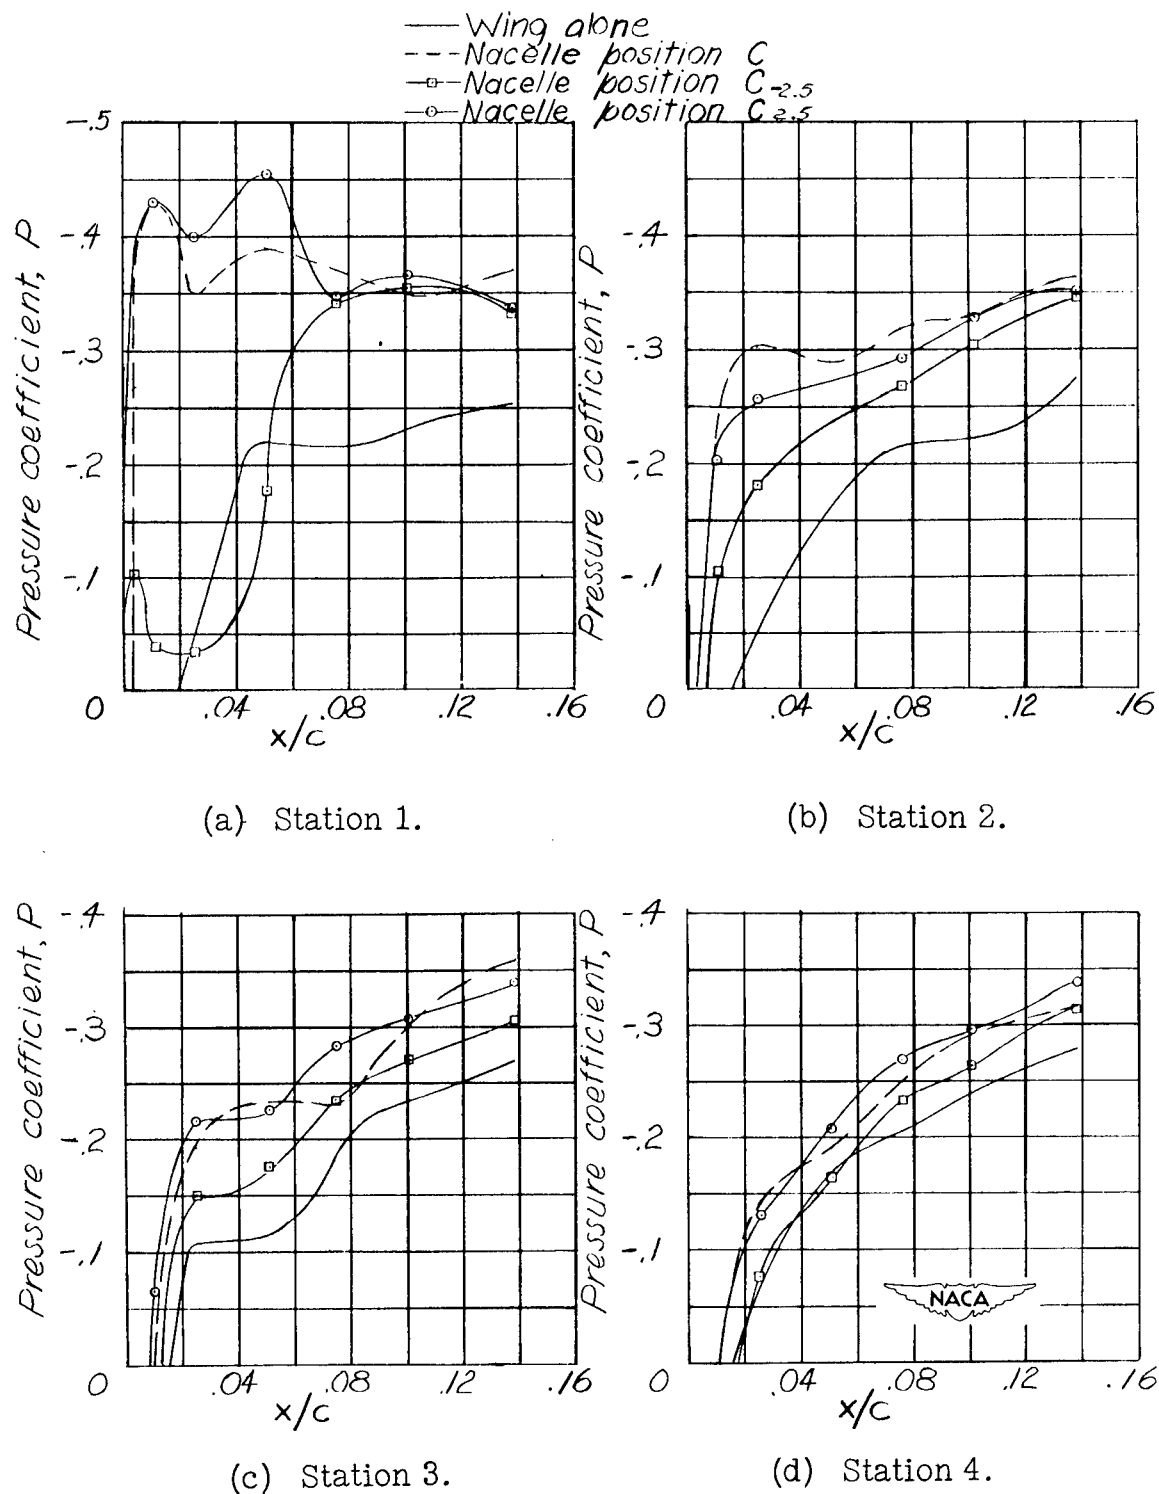 Wing alone
Nacelle position C
Nacelle position C-2.5
Nacelle position C2.5
-.5
-.4
-.3
-.2
-.1
0 .04 .08 .12 .16
Pressure coefficient, P
x/c
(a) Station 1.
-.4
-.3
-.2
-.1
0 .04 .08 .12 .16
Pressure coefficient, P
x/c
(b) Station 2.
-.4
-.3
-.2
-.1
0 .04 .08 .12 .16
Pressure coefficient, P
x/c
(c) Station 3.
-.4
-.3
-.2
-.1
0 .04 .08 .12 .16
Pressure coefficient, P
x/c
NACA
(d) Station 4.